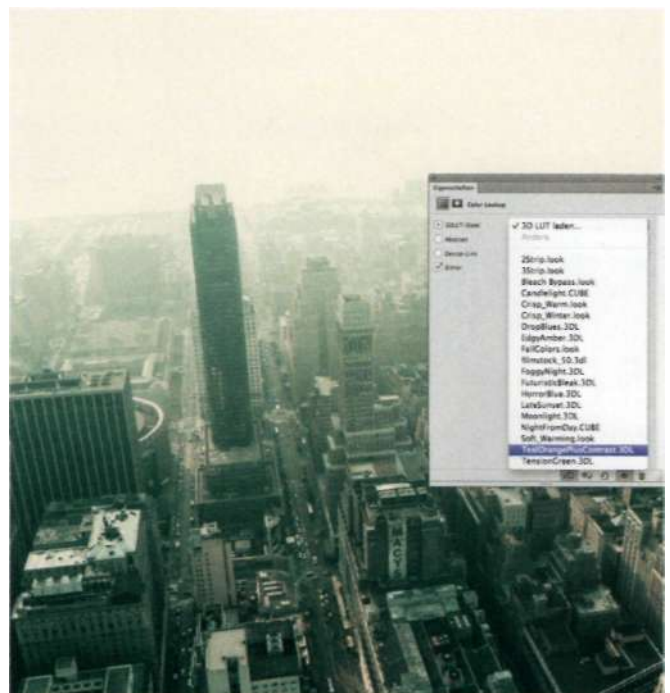 Eigenschaften
Color Lookup
3DLUT-Datei
✓ 3D LUT laden...
Andere
Abstrakt
Device-Link
✓ Dither
2Strip.look
3Strip.look
Bleach Bypass.look
Candlelight.CUBE
Crisp_Warm.look
Crisp_Winter.look
DropBlues.3DL
EdgyAmber.3DL
FallColors.look
filmstock_50.3dl
FoggyNight.3DL
FuturisticBleak.3DL
HorrorBlue.3DL
LateSunset.3DL
Moonlight.3DL
NightFromDay.CUBE
Soft_Warming.look
TealOrangePlusContrast.3DL
TensionGreen.3DL
MACY